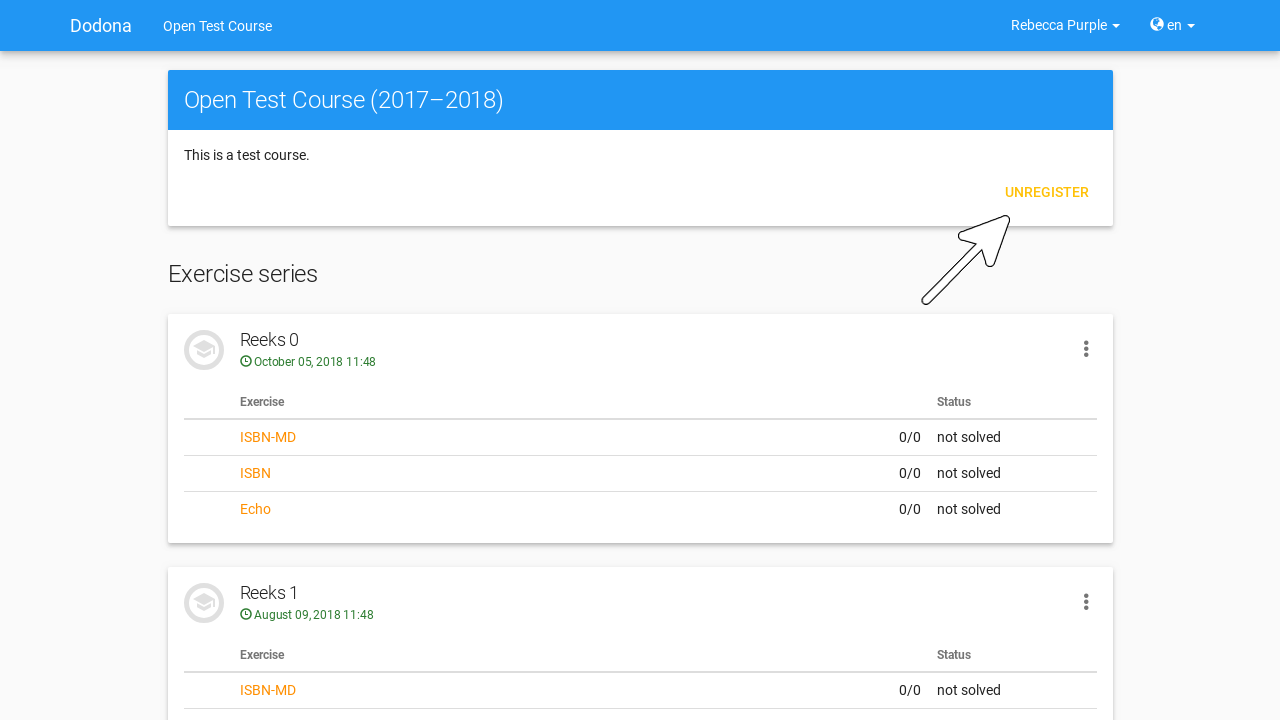 Dodona Open Test Course Rebecca Purple en
Open Test Course (2017–2018)
This is a test course.
UNREGISTER
Exercise series
Reeks 0
October 05, 2018 11:48
Exercise Status
ISBN-MD 0/0 not solved
ISBN 0/0 not solved
Echo 0/0 not solved
Reeks 1
August 09, 2018 11:48
Exercise Status
ISBN-MD 0/0 not solved